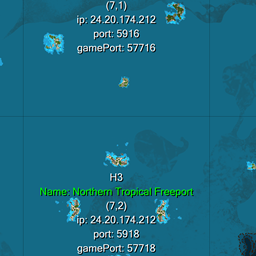 (7,1)
ip: 24.20.174.212
port: 5916
gamePort: 57716
H3
Name: Northern Tropical Freeport
(7,2)
ip: 24.20.174.212
port: 5918
gamePort: 57718